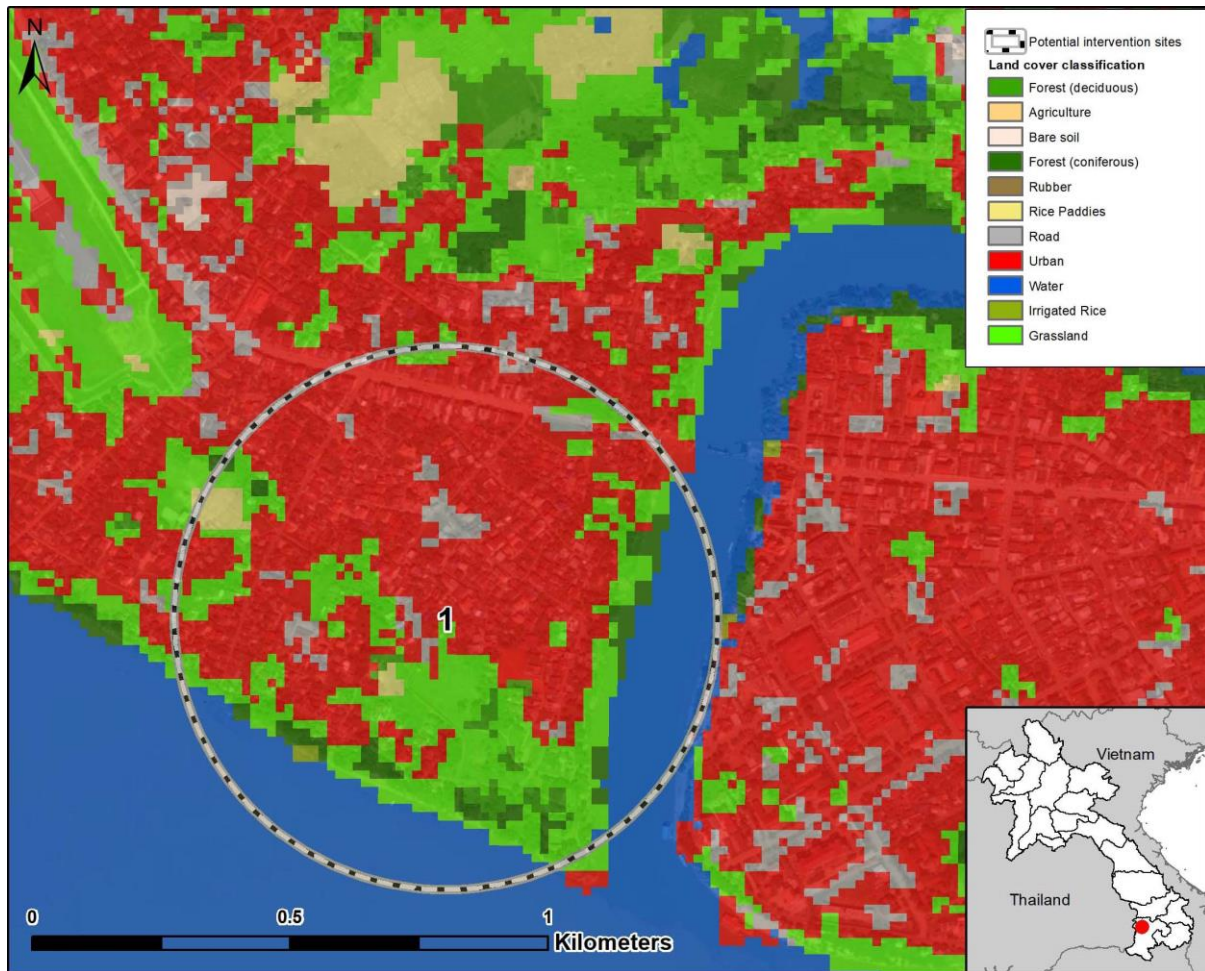 N
Potential intervention sites
Land cover classification
Forest (deciduous)
Agriculture
Bare soil
Forest (coniferous)
Rubber
Rice Paddies
Road
Urban
Water
Irrigated Rice
Grassland
1
0
0.5
1
Kilometers
Vietnam
Thailand